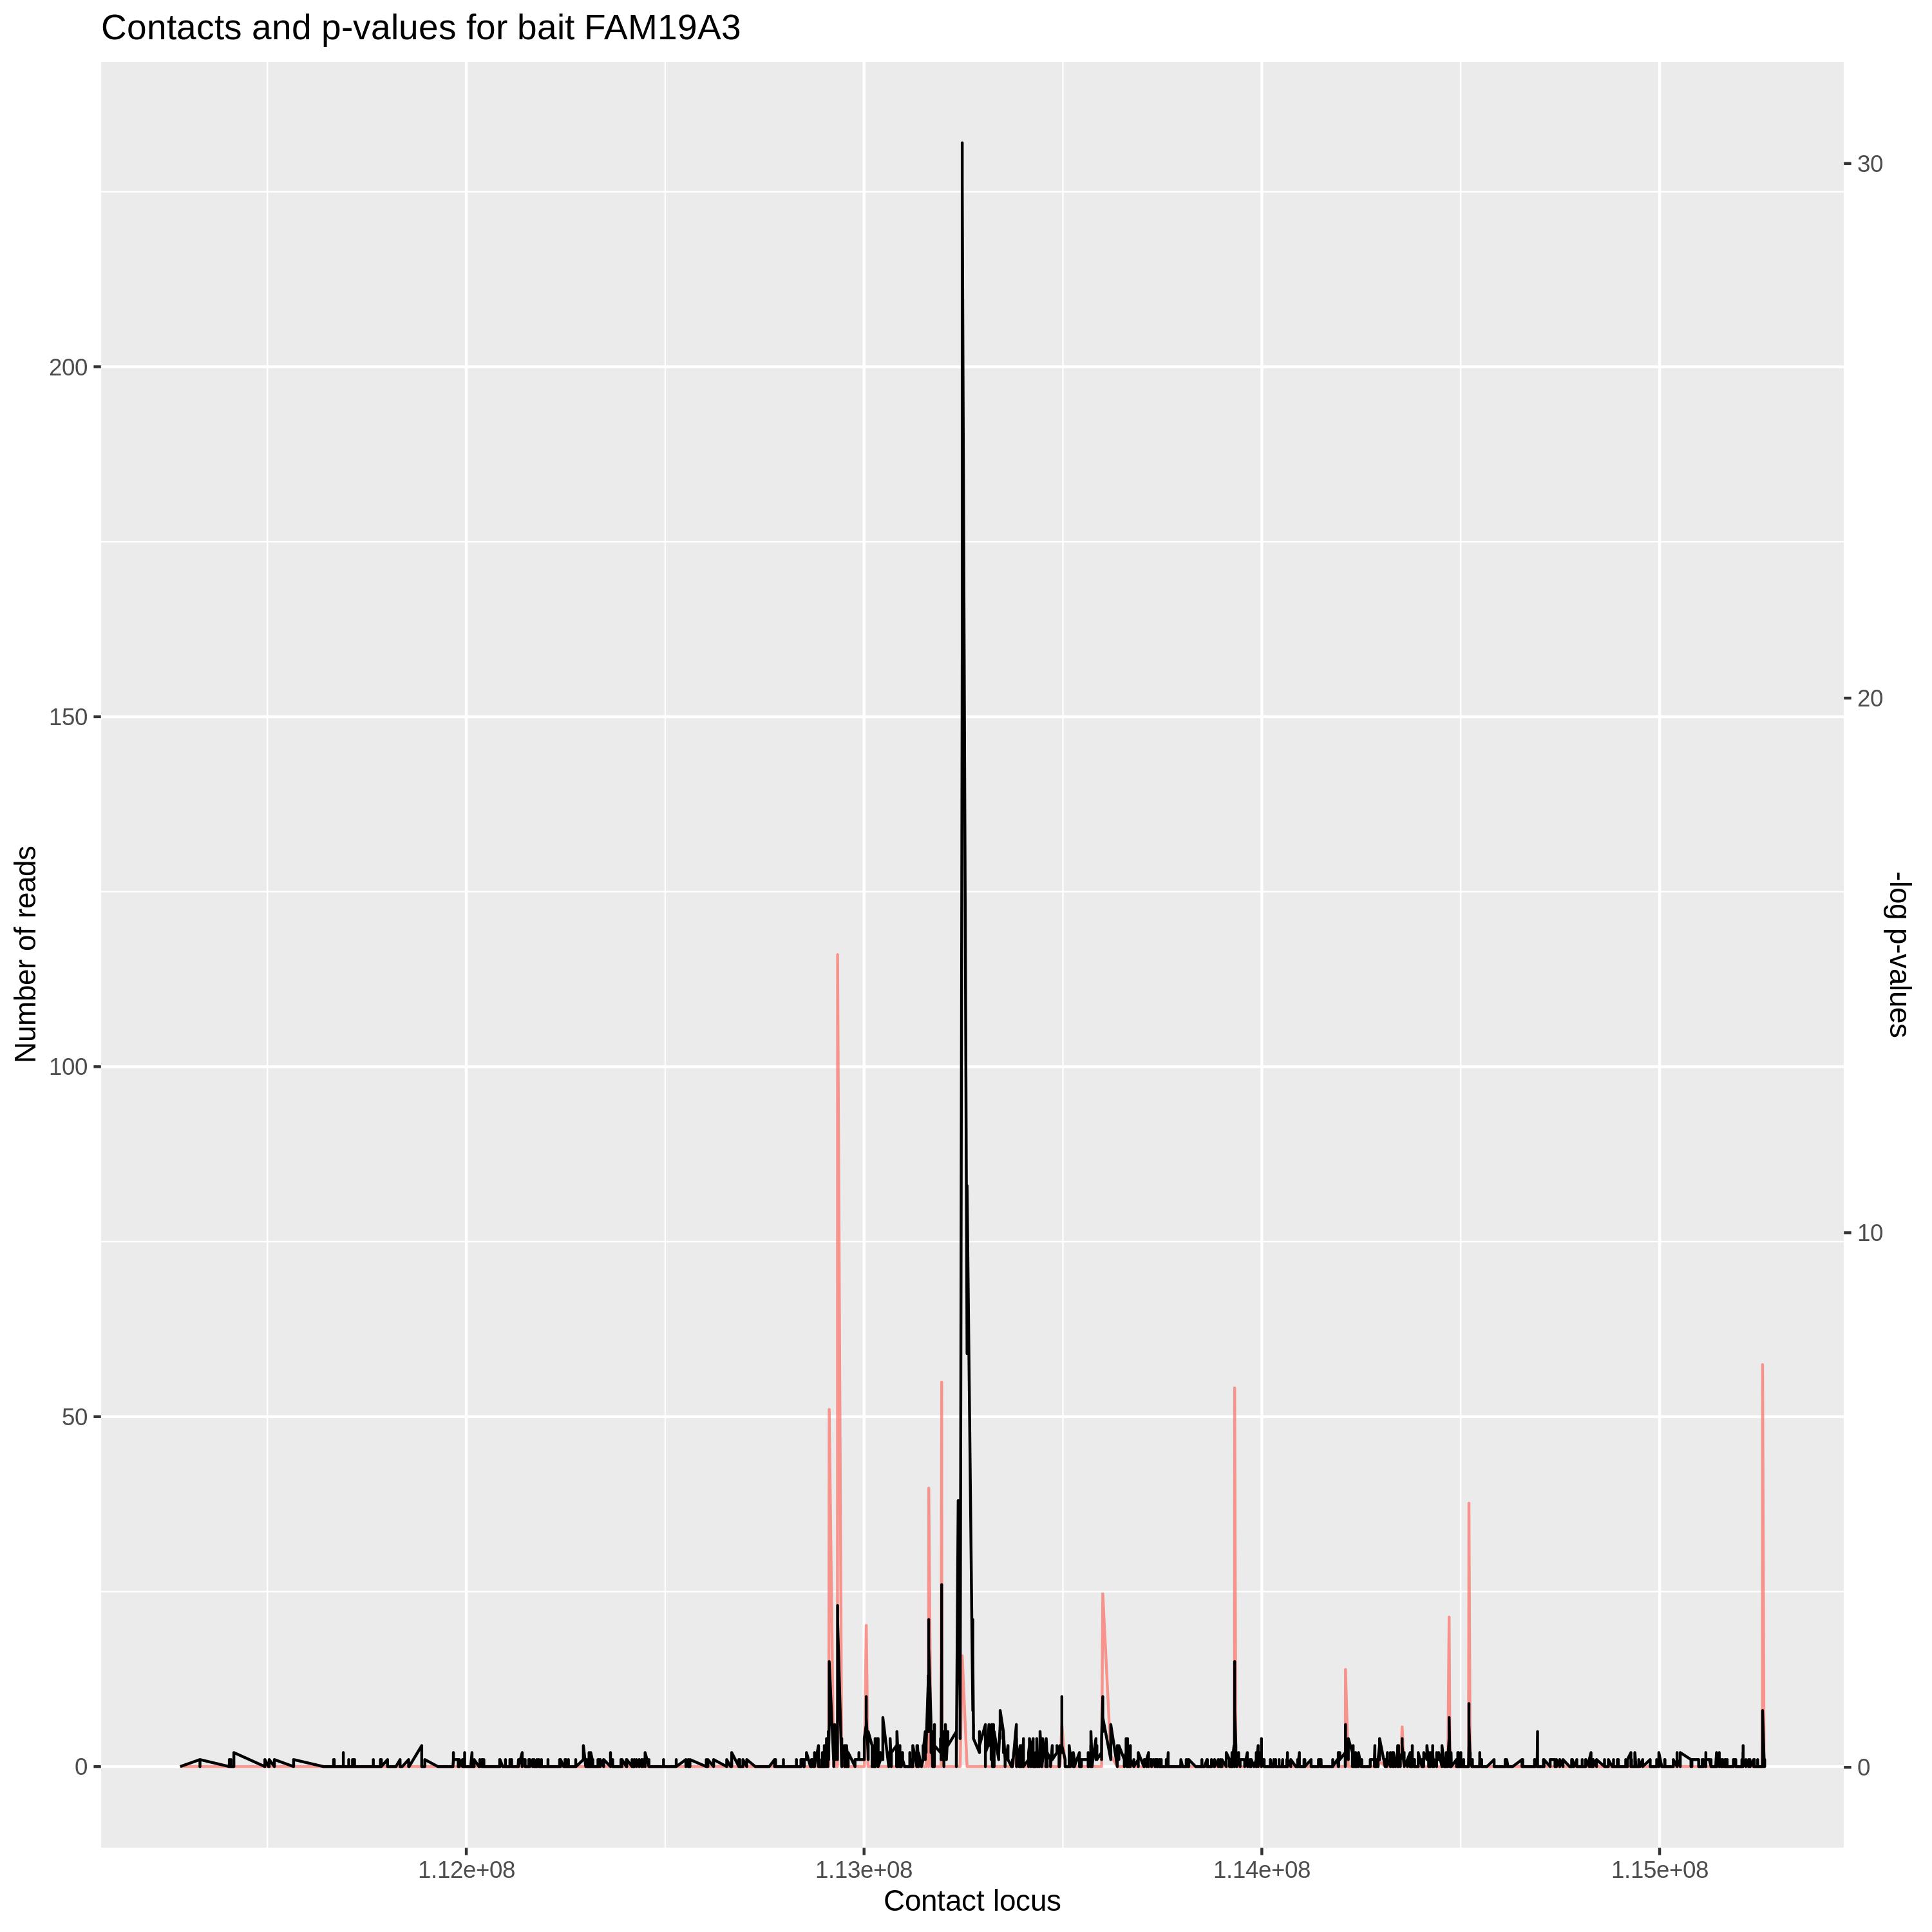 Contacts and p-values for bait FAM19A3
Number of reads
200
150
100
50
0
30
20
10
0
-log p-values
1.12e+08
1.13e+08
1.14e+08
1.15e+08
Contact locus